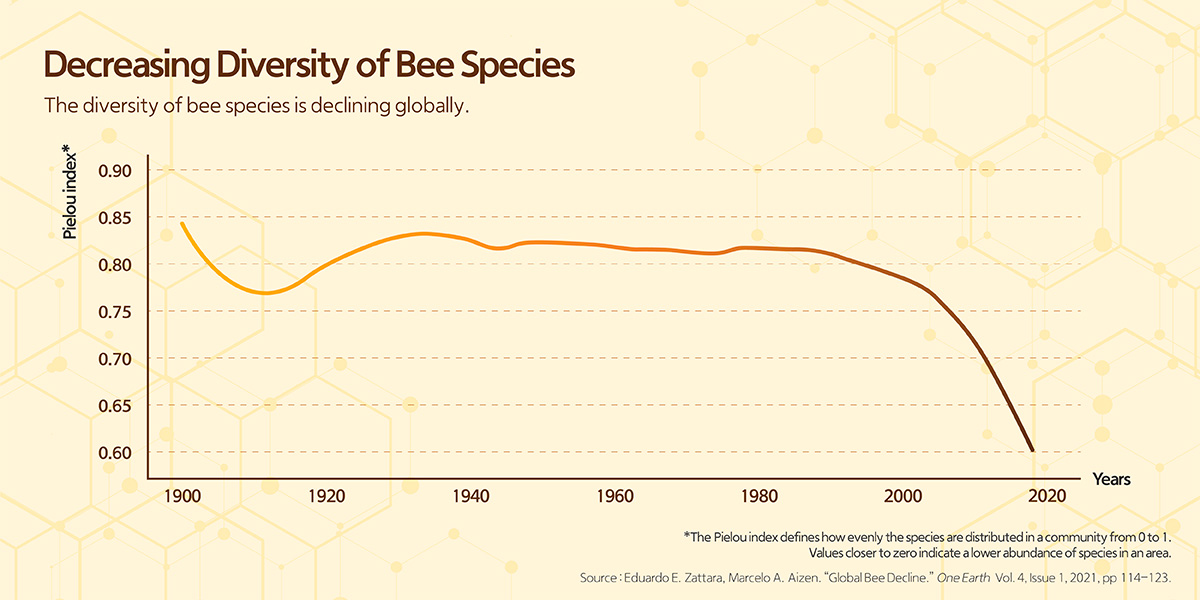 Decreasing Diversity of Bee Species
The diversity of bee species is declining globally.
Pielou index*
0.90
0.85
0.80
0.75
0.70
0.65
0.60
1900 1920 1940 1960 1980 2000 2020
Years
*The Pielou index defines how evenly the species are distributed in a community from 0 to 1.
Values closer to zero indicate a lower abundance of species in an area.
Source : Eduardo E. Zattara, Marcelo A. Aizen. “Global Bee Decline.” One Earth Vol. 4, Issue 1, 2021, pp 114–123.